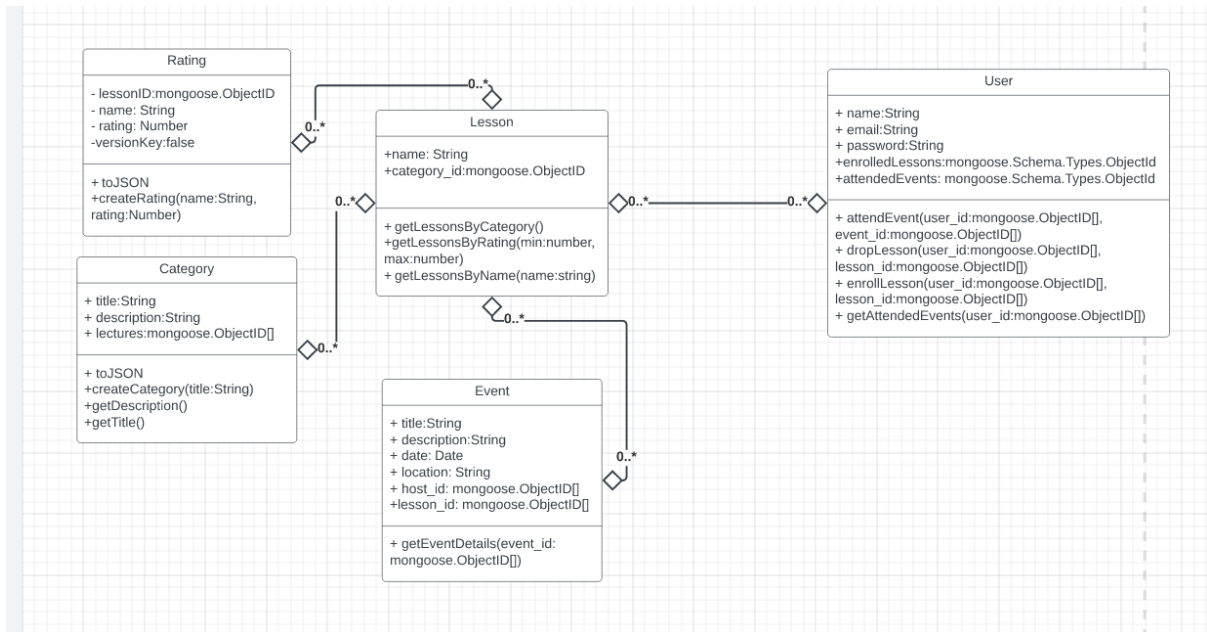 Rating
- lessonID:mongoose.ObjectID
- name: String
- rating: Number
-versionKey:false
+ toJSON
+createRating(name:String,
rating:Number)
0..*
0..*
Lesson
+name: String
+category_id:mongoose.ObjectID
+ getLessonsByCategory()
+getLessonsByRating(min:number,
max:number)
+ getLessonsByName(name:string)
0..*
0..*
0..*
0..*
User
+ name:String
+ email:String
+ password:String
+enrolledLessons:mongoose.Schema.Types.ObjectId
+attendedEvents: mongoose.Schema.Types.ObjectId
+ attendEvent(user_id:mongoose.ObjectID[],
event_id:mongoose.ObjectID[])
+ dropLesson(user_id:mongoose.ObjectID[],
lesson_id:mongoose.ObjectID[])
+ enrollLesson(user_id:mongoose.ObjectID[],
lesson_id:mongoose.ObjectID[])
+ getAttendedEvents(user_id:mongoose.ObjectID[])
Category
+ title:String
+ description:String
+ lectures:mongoose.ObjectID[]
+ toJSON
+createCategory(title:String)
+getDescription()
+getTitle()
0..*
0..*
Event
+ title:String
+ description:String
+ date: Date
+ location: String
+ host_id: mongoose.ObjectID[]
+lesson_id: mongoose.ObjectID[]
+ getEventDetails(event_id:
mongoose.ObjectID[])